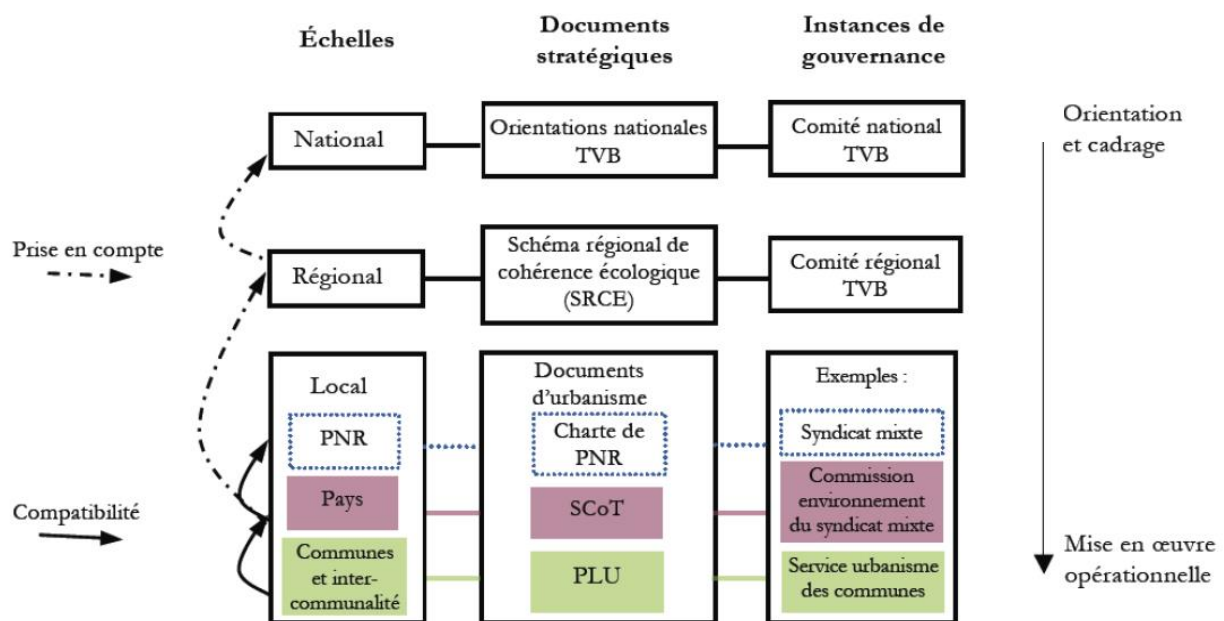 Échelles
Documents
stratégiques
Instances de
gouvernance
National
Orientations nationales
TVB
Comité national
TVB
Orientation
et cadrage
Prise en compte
Régional
Schéma régional de
cohérence écologique
(SRCE)
Comité régional
TVB
Local
Documents
d'urbanisme
Exemples :
PNR
Charte de
PNR
Syndicat mixte
Compatibilité
Pays
SCoT
Commission
environnement
du syndicat mixte
Communes
et inter-
communalité
PLU
Service urbanisme
des communes
Mise en œuvre
opérationnelle